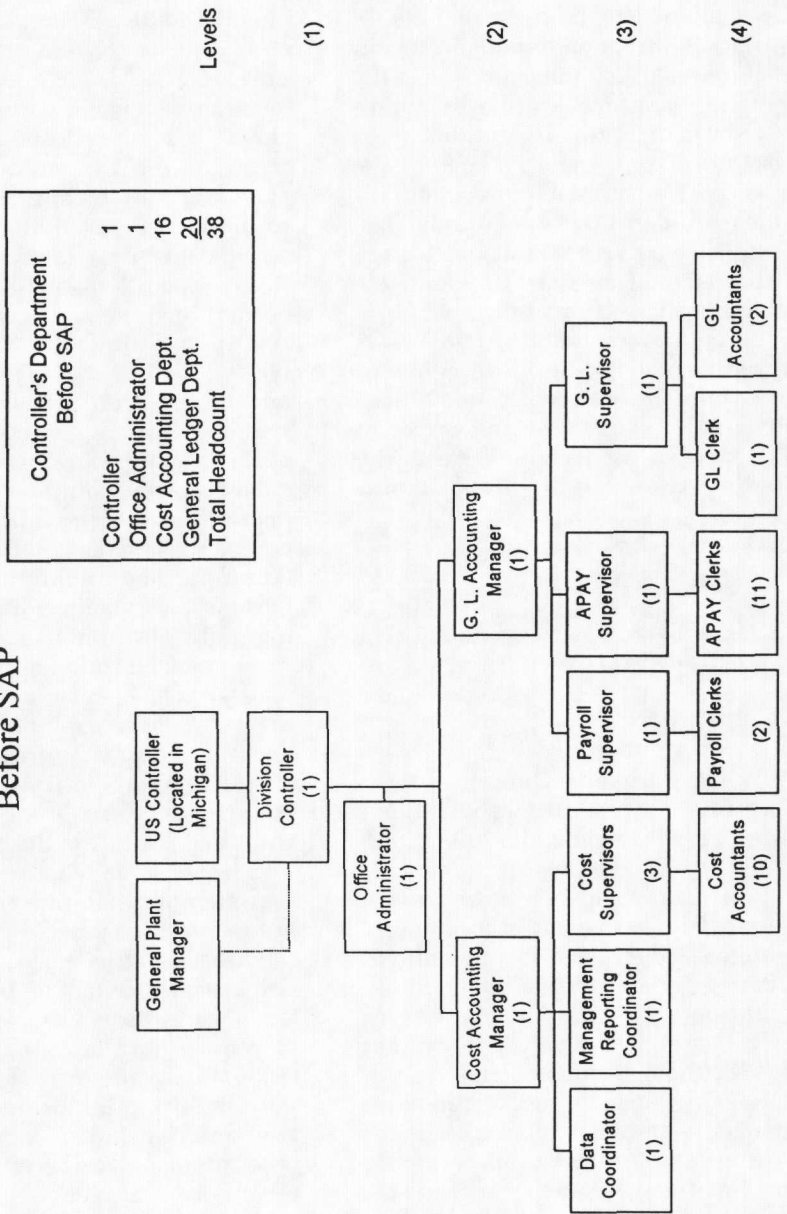 Before SAP
Controller's Department
Before SAP
Controller 1
Office Administrator 1
Cost Accounting Dept. 16
General Ledger Dept. 20
Total Headcount 38
Levels
General Plant
Manager
US Controller
(Located in
Michigan)
Division
Controller
(1)
(1)
Office
Administrator
(1)
Cost Accounting
Manager
(1)
G. L. Accounting
Manager
(1)
(2)
Data
Coordinator
(1)
Management
Reporting
Coordinator
(1)
Cost
Supervisors
(3)
Payroll
Supervisor
(1)
APAY
Supervisor
(1)
G. L.
Supervisor
(1)
(3)
Cost
Accountants
(10)
Payroll Clerks
(2)
APAY Clerks
(11)
GL Clerk
(1)
GL
Accountants
(2)
(4)